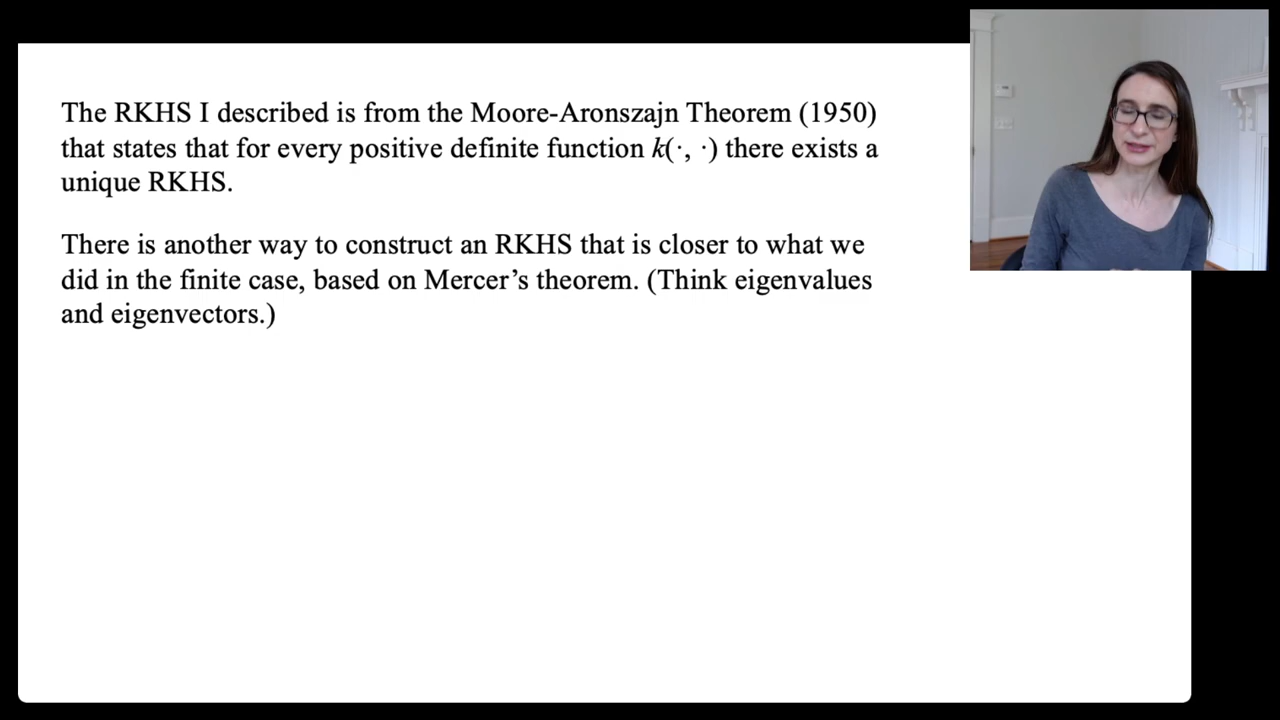 The RKHS I described is from the Moore-Aronszajn Theorem (1950)
that states that for every positive definite function k(·, ·) there exists a
unique RKHS.
There is another way to construct an RKHS that is closer to what we
did in the finite case, based on Mercer’s theorem. (Think eigenvalues
and eigenvectors.)